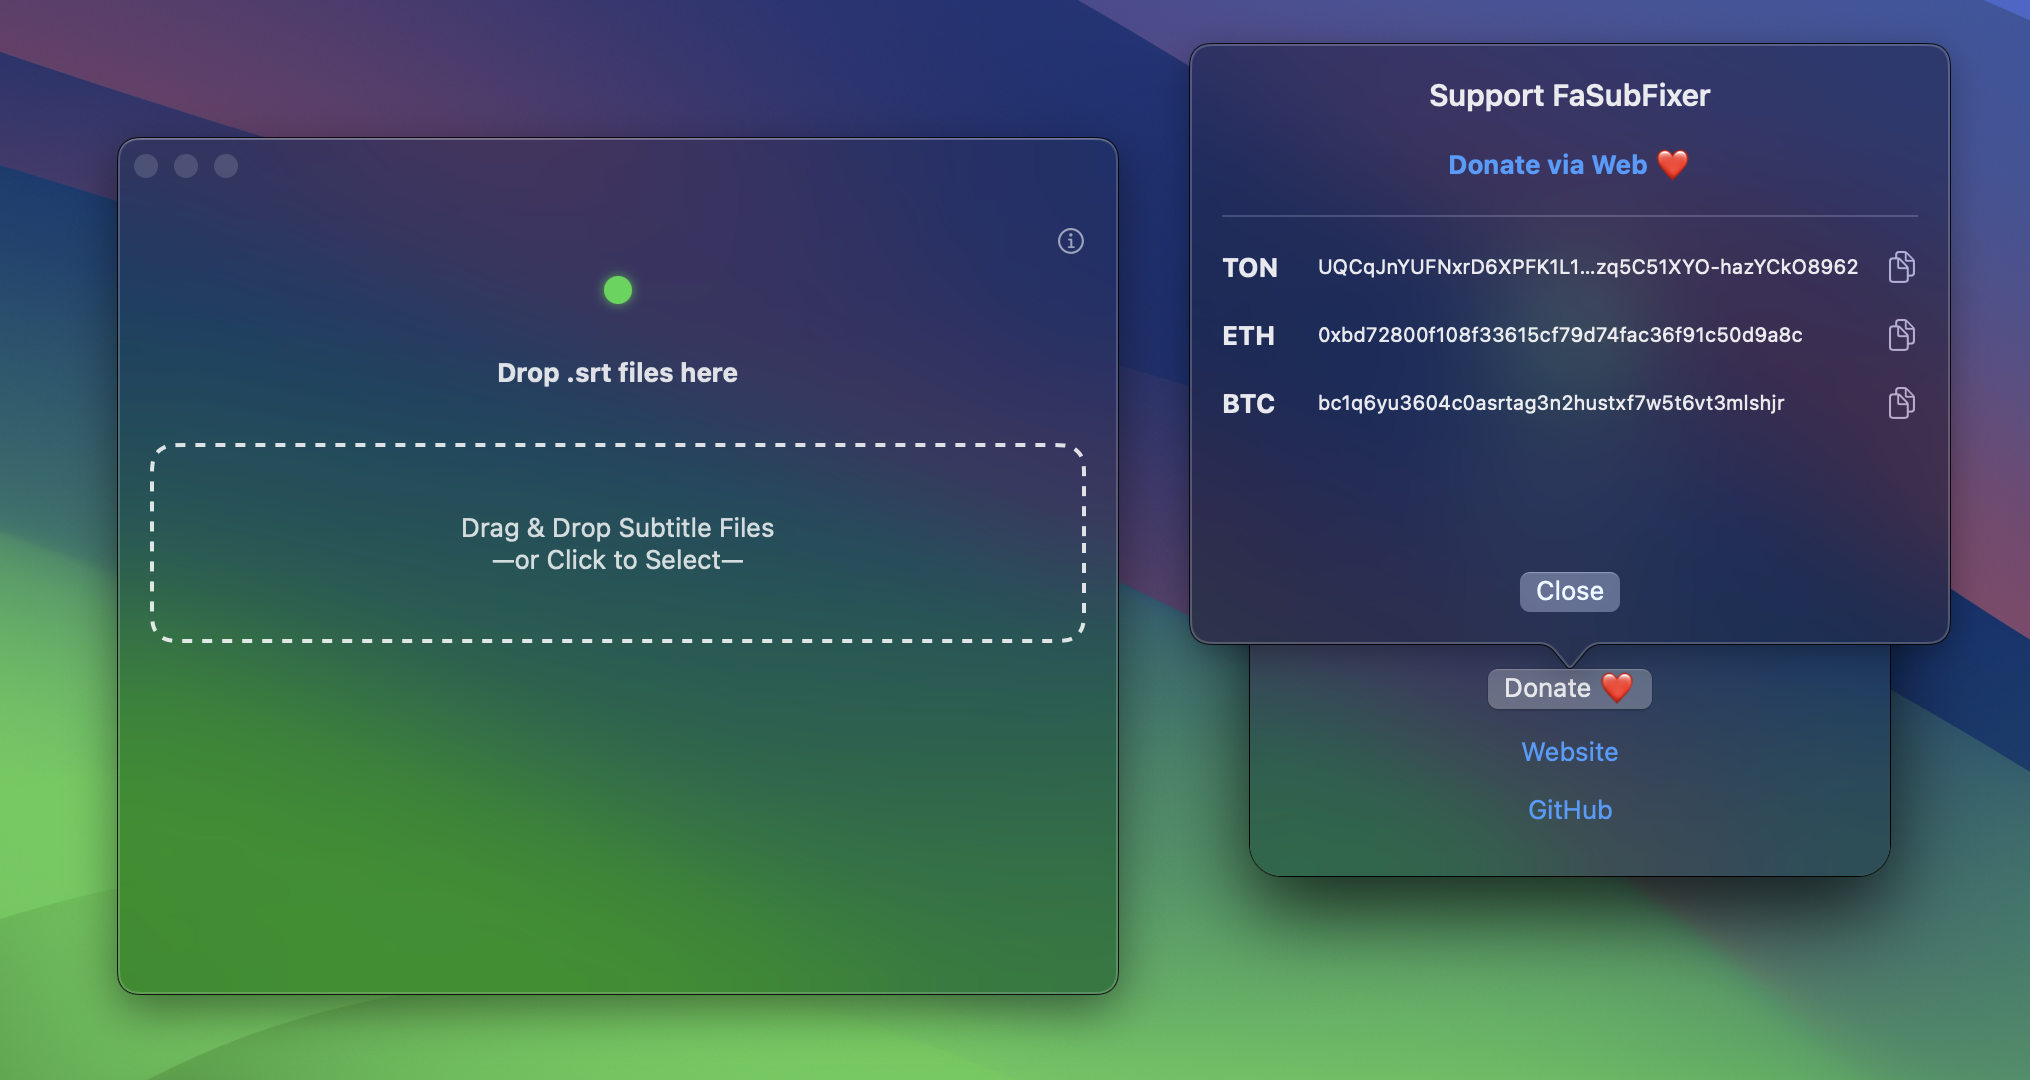 Drop .srt files here
Drag & Drop Subtitle Files
—or Click to Select—
Support FaSubFixer
Donate via Web ❤️
TON UQCqJnYUFNxrD6XPFK1L1...zq5C51XYO-hazYCkO8962
ETH 0xbd72800f108f33615cf79d74fac36f91c50d9a8c
BTC bc1q6yu3604c0asrtag3n2hustxf7w5t6vt3mlshjr
Close
Donate ❤️
Website
GitHub